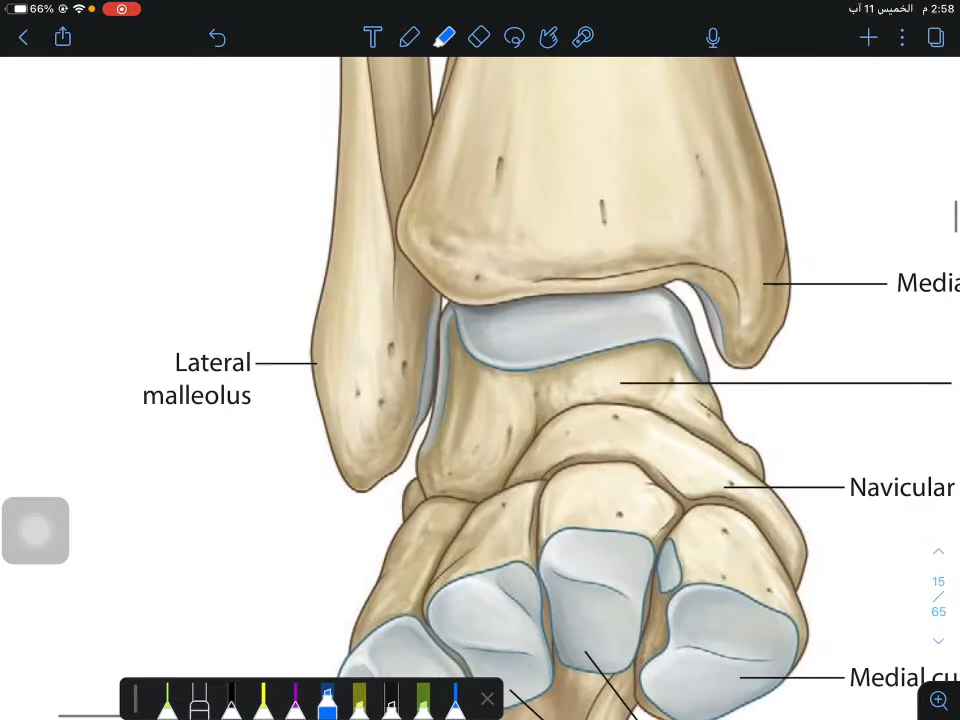 66%
2:58 م الخميس 11 آب
Media
Lateral
malleolus
Navicular
15
/
65
Medial cu